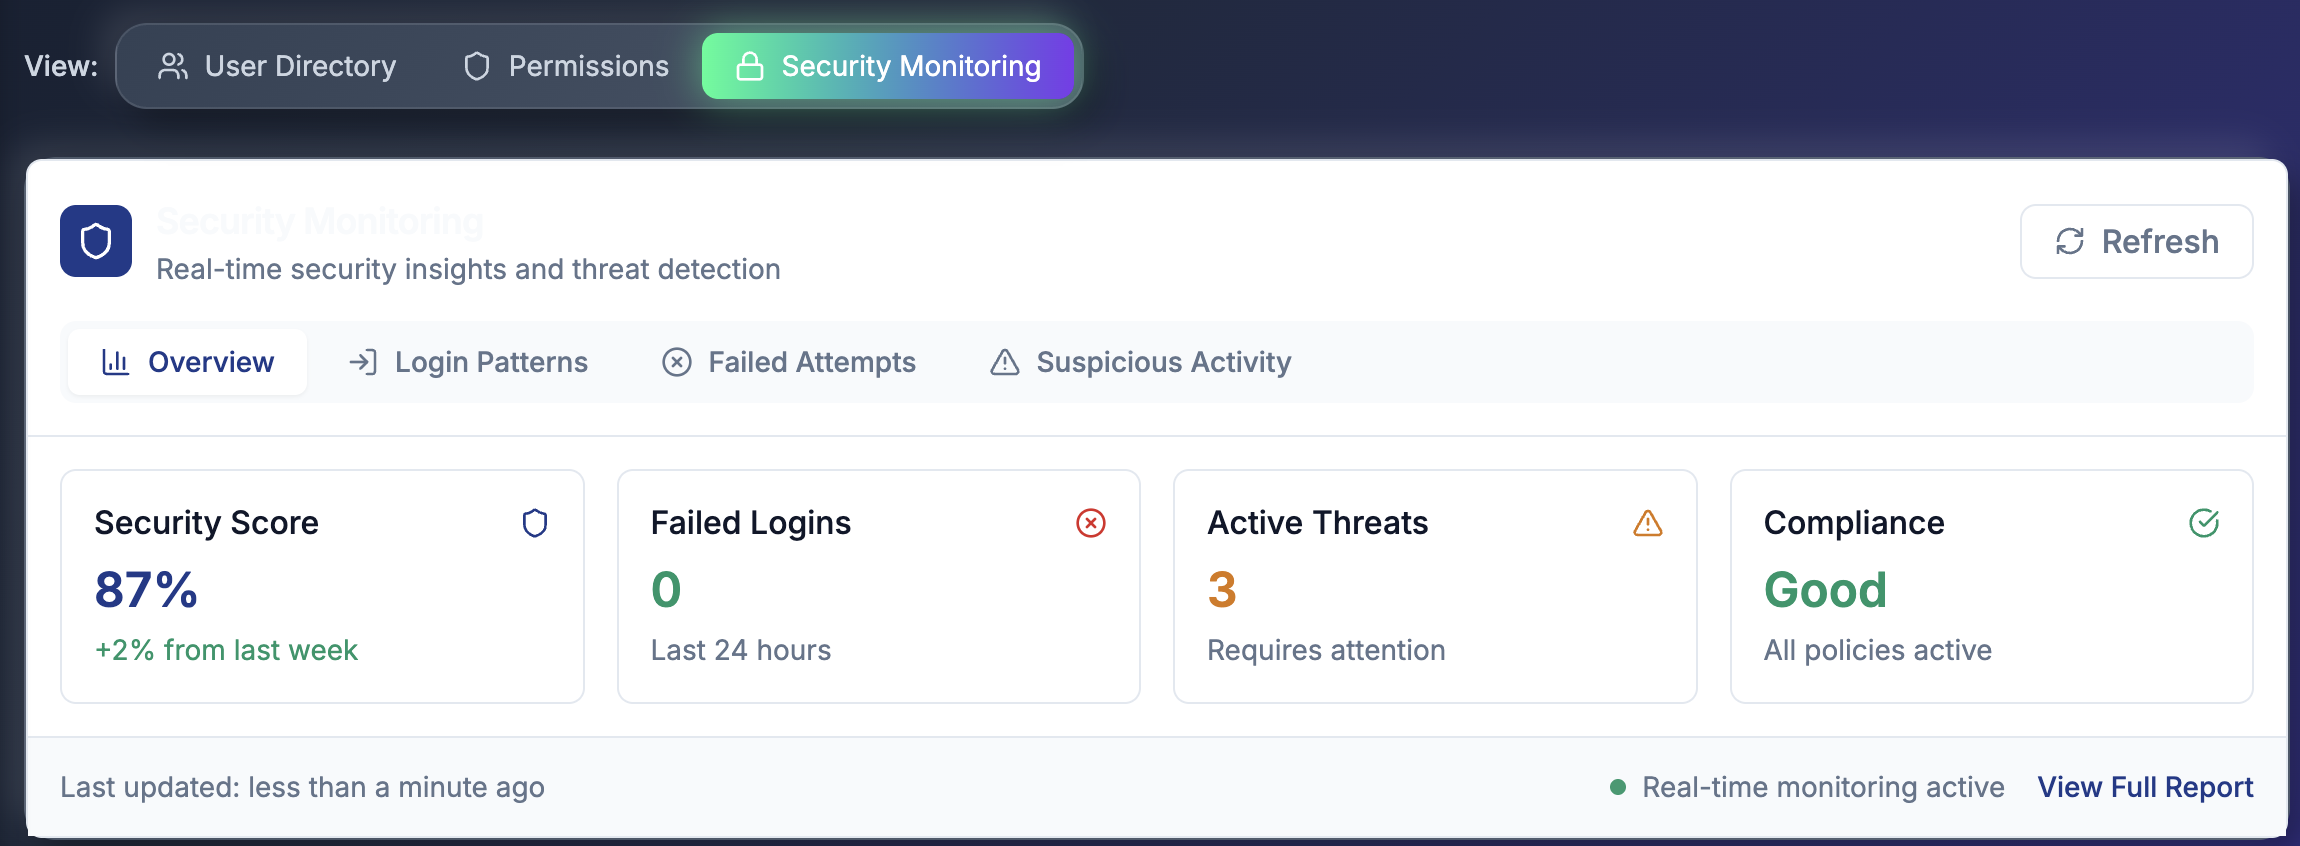 View: User Directory Permissions Security Monitoring
Security Monitoring
Real-time security insights and threat detection
Refresh
Overview Login Patterns Failed Attempts Suspicious Activity
Security Score
87%
+2% from last week
Failed Logins
0
Last 24 hours
Active Threats
3
Requires attention
Compliance
Good
All policies active
Last updated: less than a minute ago
Real-time monitoring active View Full Report